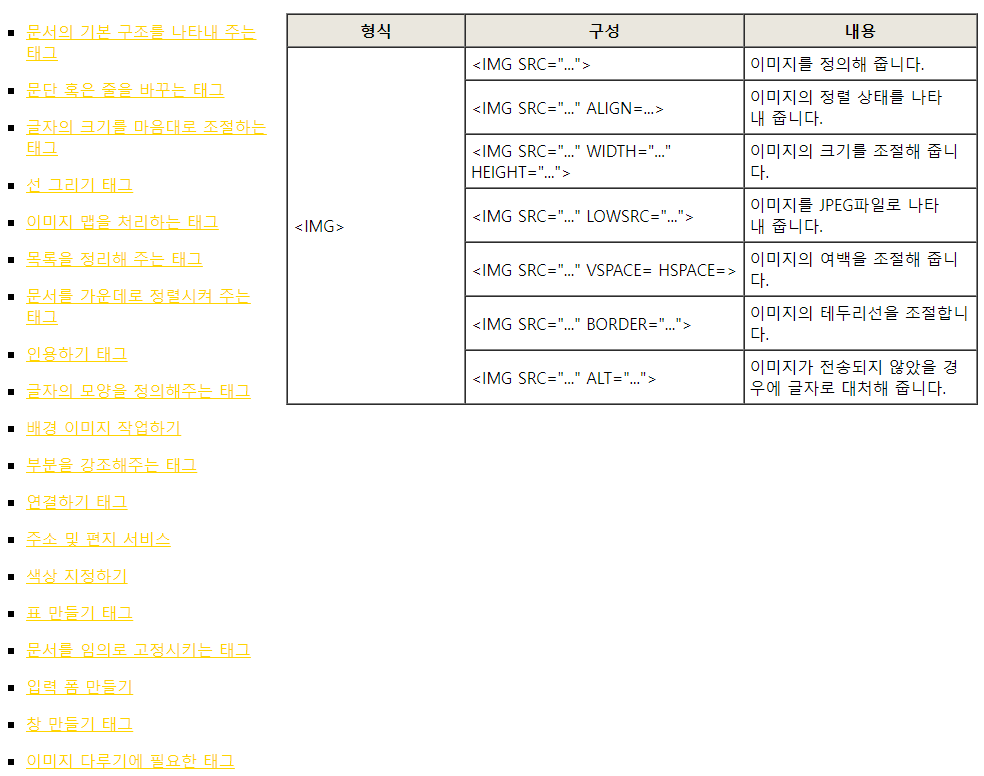 문서의 기본 구조를 나타내 주는
태그
문단 혹은 줄을 바꾸는 태그
글자의 크기를 마음대로 조절하는
태그
선 그리기 태그
이미지 맵을 처리하는 태그
목록을 정리해 주는 태그
문서를 가운데로 정렬시켜 주는
태그
인용하기 태그
글자의 모양을 정의해주는 태그
배경 이미지 작업하기
부분을 강조해주는 태그
연결하기 태그
주소 및 편지 서비스
색상 지정하기
표 만들기 태그
문서를 임의로 고정시키는 태그
입력 폼 만들기
창 만들기 태그
이미지 다루기에 필요한 태그
형식 구성 내용
<IMG>
<IMG SRC="..."> 이미지를 정의해 줍니다.
<IMG SRC="..." ALIGN=...>
이미지의 정렬 상태를 나타
내 줍니다.
<IMG SRC="..." WIDTH="..."
HEIGHT="...">
이미지의 크기를 조절해 줍니
다.
<IMG SRC="..." LOWSRC="...">
이미지를 JPEG파일로 나타
내 줍니다.
<IMG SRC="..." VSPACE= HSPACE=>
이미지의 여백을 조절해 줍니
다.
<IMG SRC="..." BORDER="...">
이미지의 테두리선을 조절합니
다.
<IMG SRC="..." ALT="...">
이미지가 전송되지 않았을 경
우에 글자로 대처해 줍니다.